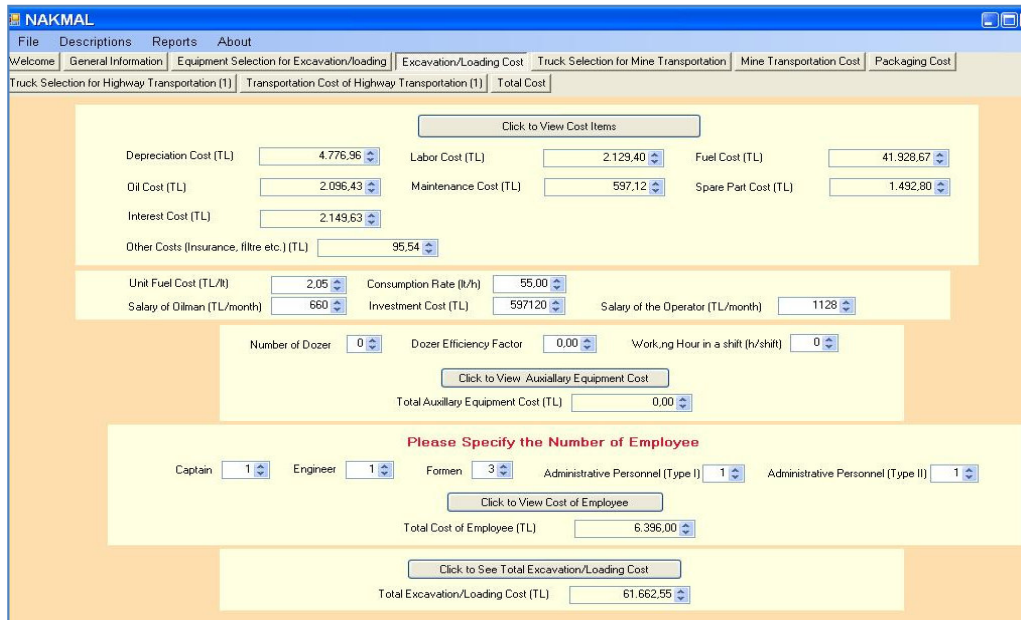 NAKMAL
File Descriptions Reports About
Welcome General Information Equipment Selection for Excavation/loading Excavation/Loading Cost Truck Selection for Mine Transportation Mine Transportation Cost Packaging Cost
Truck Selection for Highway Transportation (1) Transportation Cost of Highway Transportation (1) Total Cost
Click to View Cost Items
Depreciation Cost (TL) 4.776,96 Labor Cost (TL) 2.129,40 Fuel Cost (TL) 41.928,67
Oil Cost (TL) 2.096,43 Maintenance Cost (TL) 597,12 Spare Part Cost (TL) 1.492,80
Interest Cost (TL) 2.149,63
Other Costs (Insurance, filtre etc.) (TL) 95,54
Unit Fuel Cost (TL/lt) 2,05 Consumption Rate (lt/h) 55,00
Salary of Oilman (TL/month) 660 Investment Cost (TL) 597120 Salary of the Operator (TL/month) 1128
Number of Dozer 0 Dozer Efficiency Factor 0,00 Work,ng Hour in a shift (h/shift) 0
Click to View Auxiallary Equipment Cost
Total Auxillary Equipment Cost (TL) 0,00
Please Specify the Number of Employee
Captain 1 Engineer 1 Formen 3 Administrative Personnel (Type I) 1 Administrative Personnel (Type II) 1
Click to View Cost of Employee
Total Cost of Employee (TL) 6.396,00
Click to See Total Excavation/Loading Cost
Total Excavation/Loading Cost (TL) 61.662,55